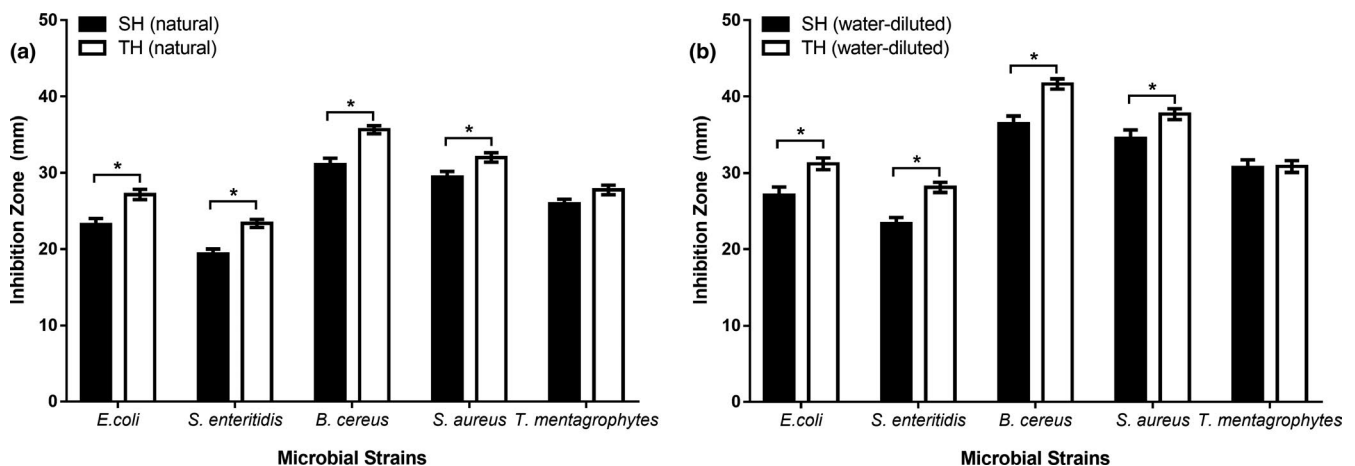 (a)
SH (natural)
TH (natural)
Inhibition Zone (mm)
50
40
30
20
10
0
*
*
*
*
E.coli S. enteritidis B. cereus S. aureus T. mentagrophytes
Microbial Strains
(b)
SH (water-diluted)
TH (water-diluted)
Inhibition Zone (mm)
50
40
30
20
10
0
*
*
*
*
E.coli S. enteritidis B. cereus S. aureus T. mentagrophytes
Microbial Strains